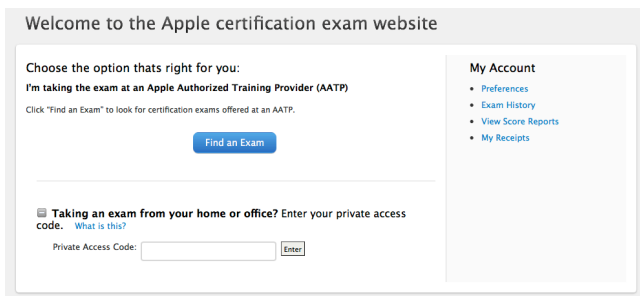 Welcome to the Apple certification exam website
Choose the option thats right for you:
I'm taking the exam at an Apple Authorized Training Provider (AATP)
Click "Find an Exam" to look for certification exams offered at an AATP.
Find an Exam
Taking an exam from your home or office? Enter your private access
code. What is this?
Private Access Code:
Enter
My Account
Preferences
Exam History
View Score Reports
My Receipts